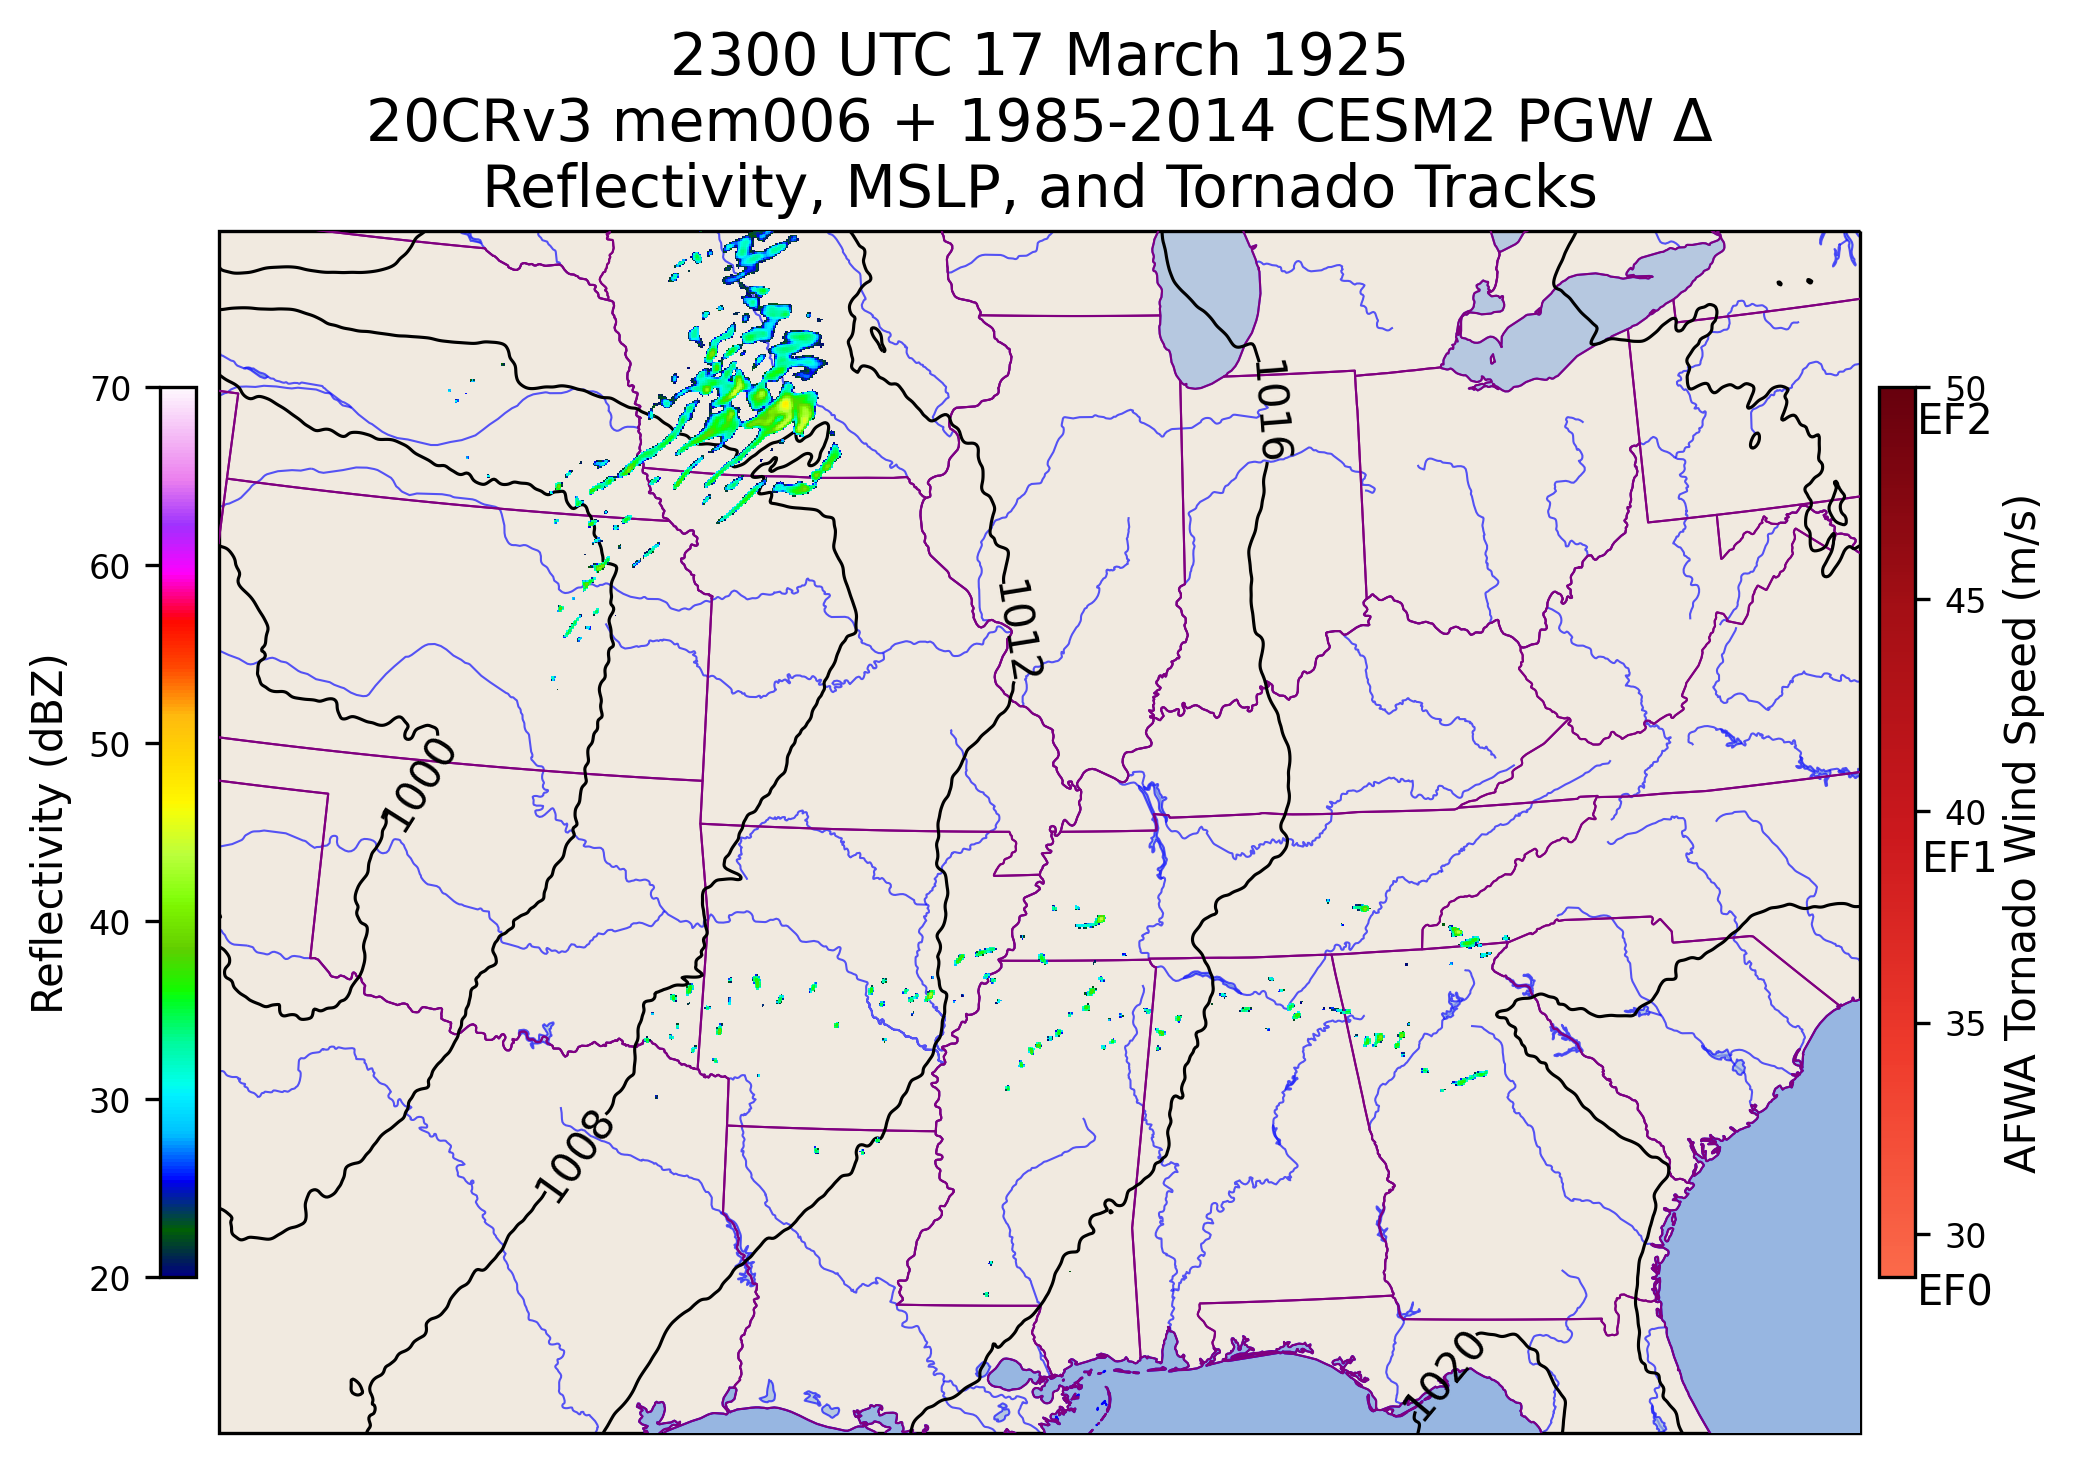 2300 UTC 17 March 1925
20CRv3 mem006 + 1985-2014 CESM2 PGW Δ
Reflectivity, MSLP, and Tornado Tracks
70
60
50
40
30
20
Reflectivity (dBZ)
1016
1012
1000
1008
1020
50
EF2
45
40
EF1
35
30
EF0
AFWA Tornado Wind Speed (m/s)